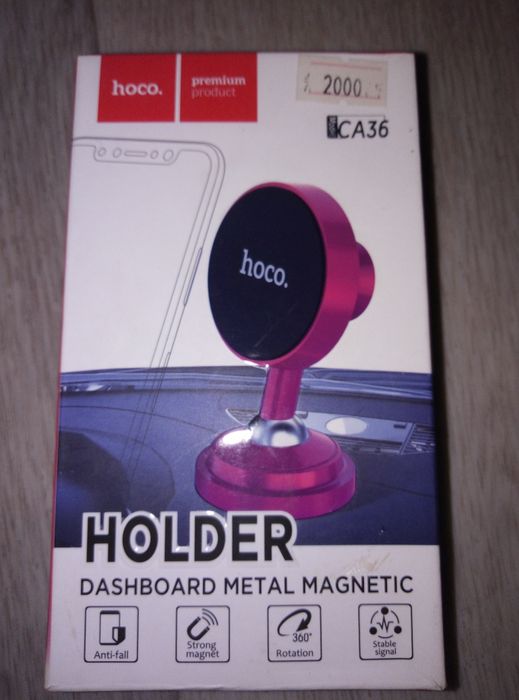 hoco.
premium
product
2000
CA36
hoco.
HOLDER
DASHBOARD METAL MAGNETIC
Anti-fall
Strong
magnet
360°
Rotation
Stable
signal